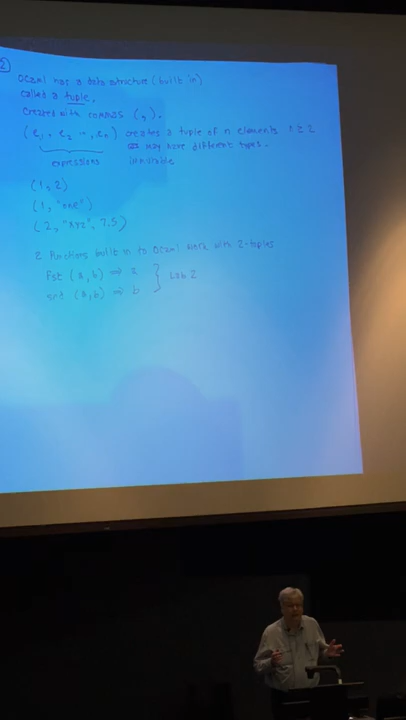 2
OCaml has a data structure (built in)
called a tuple.
Created with commas (,).
(e₁, e₂ ..., eₙ) creates a tuple of n elements n ≥ 2
expressions may have different types.
immutable
(1, 2)
(1, "one")
(2, "xyz", 7.5)
2 functions built in to OCaml work with 2-tuples
fst (a, b) ⇒ a
snd (a, b) ⇒ b } Lab 2